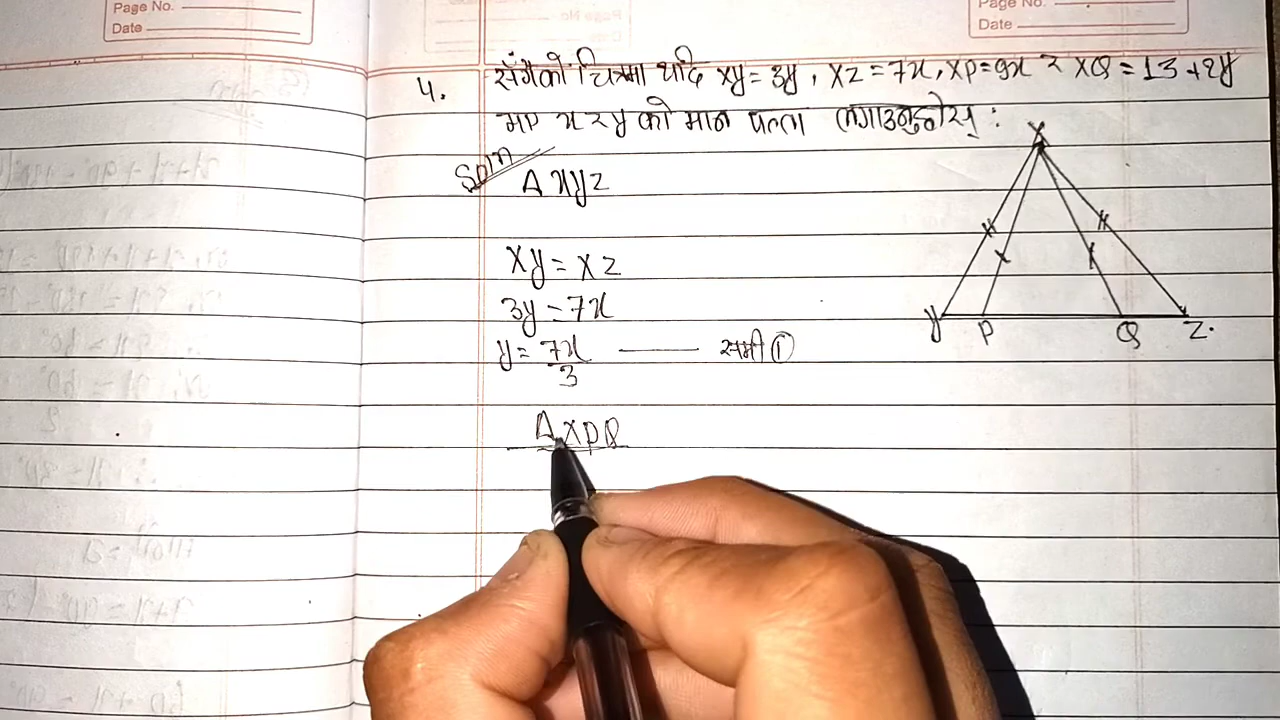 Page No.
Date
Page No.
Date
4. सँगैको चित्रमा यदि XY = 3y, XZ = 7x, XP = 9x र XQ = 13 + 2y
भए x र y को मान पत्ता लगाउनुहोस् :
Soln
Δ XYZ
XY = XZ
3y = 7x
y = 7x/3 —— समी ①
Δ XPQ
X
Y P Q Z.